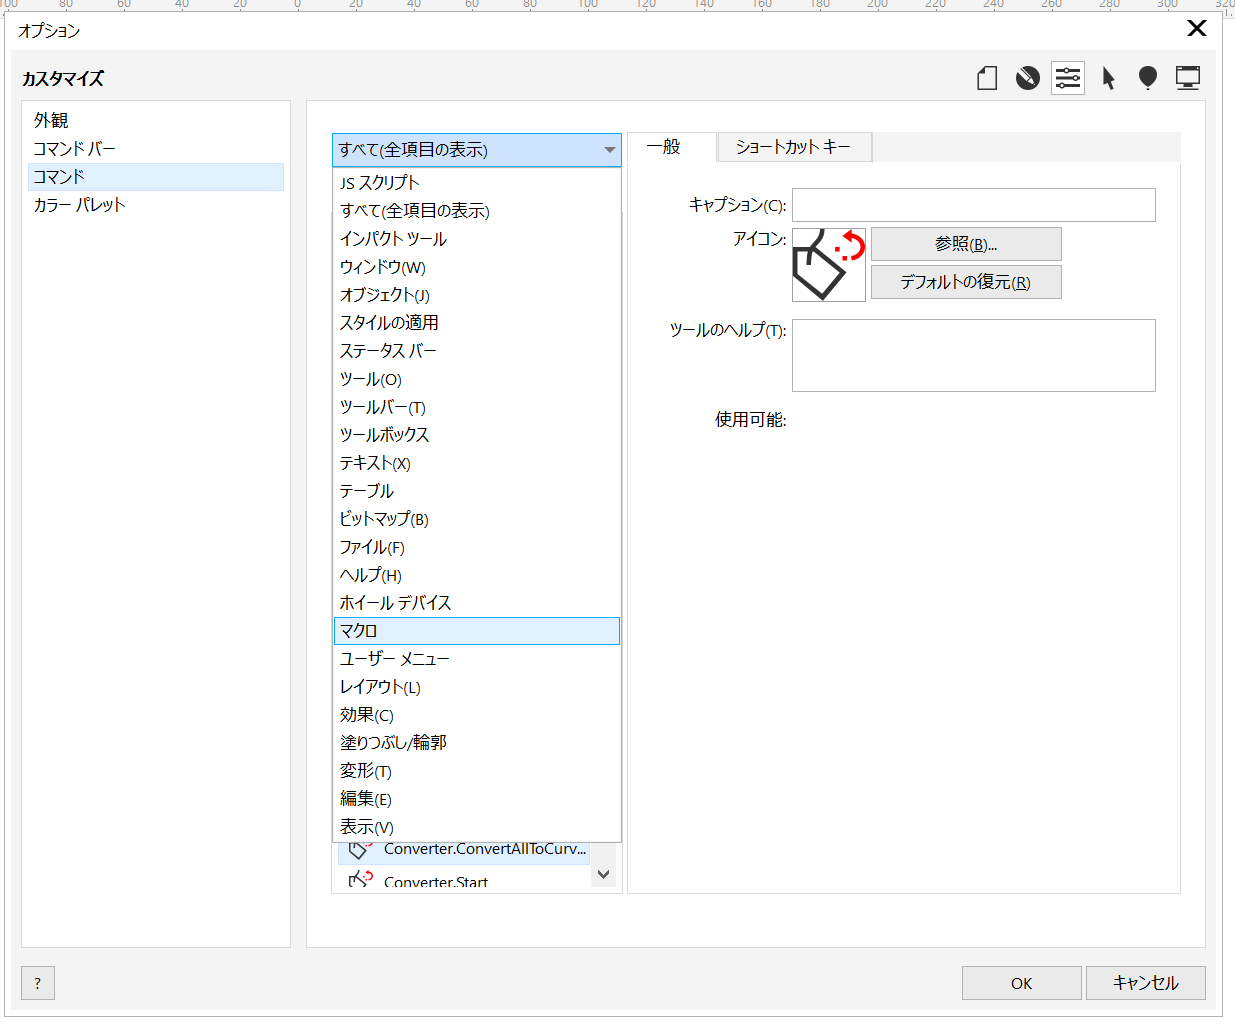 100 80 60 40 20 0 20 40 60 80 100 120 140 160 180 200 220 240 260 280 300 320
オプション
カスタマイズ
外観
コマンド バー
コマンド
カラー パレット
すべて(全項目の表示)
JS スクリプト
すべて(全項目の表示)
インパクト ツール
ウィンドウ(W)
オブジェクト(J)
スタイルの適用
ステータス バー
ツール(O)
ツールバー(T)
ツールボックス
テキスト(X)
テーブル
ビットマップ(B)
ファイル(F)
ヘルプ(H)
ホイール デバイス
マクロ
ユーザー メニュー
レイアウト(L)
効果(C)
塗りつぶし/輪郭
変形(T)
編集(E)
表示(V)
Converter.ConvertAllToCurv...
Converter.Start
一般
ショートカット キー
キャプション(C):
アイコン:
参照(B)...
デフォルトの復元(R)
ツールのヘルプ(T):
使用可能:
?
OK
キャンセル